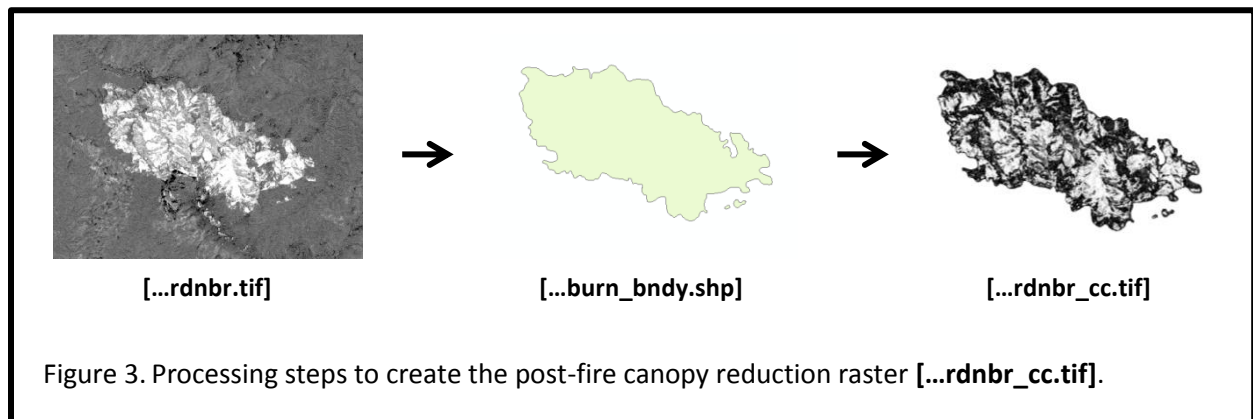 […rdnbr.tif]
[…burn_bndy.shp]
[…rdnbr_cc.tif]
Figure 3. Processing steps to create the post-fire canopy reduction raster […rdnbr_cc.tif].